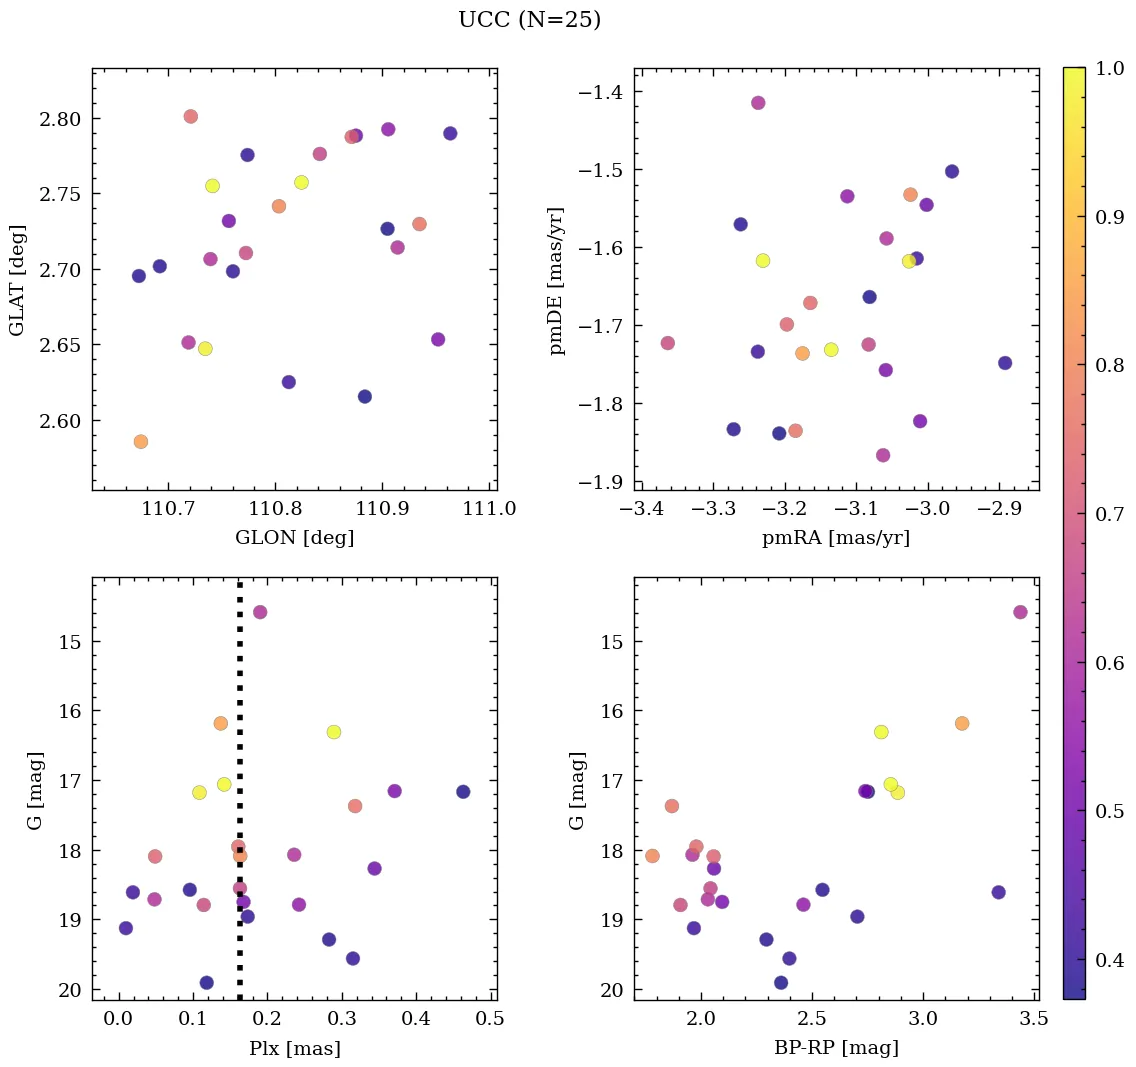 UCC (N=25)
2.80
2.75
2.70
2.65
2.60
GLAT [deg]
110.7 110.8 110.9 111.0
GLON [deg]
−1.4
−1.5
−1.6
−1.7
−1.8
−1.9
pmDE [mas/yr]
−3.4 −3.3 −3.2 −3.1 −3.0 −2.9
pmRA [mas/yr]
15
16
17
18
19
20
G [mag]
0.0 0.1 0.2 0.3 0.4 0.5
Plx [mas]
15
16
17
18
19
20
G [mag]
2.0 2.5 3.0 3.5
BP-RP [mag]
1.0
0.9
0.8
0.7
0.6
0.5
0.4